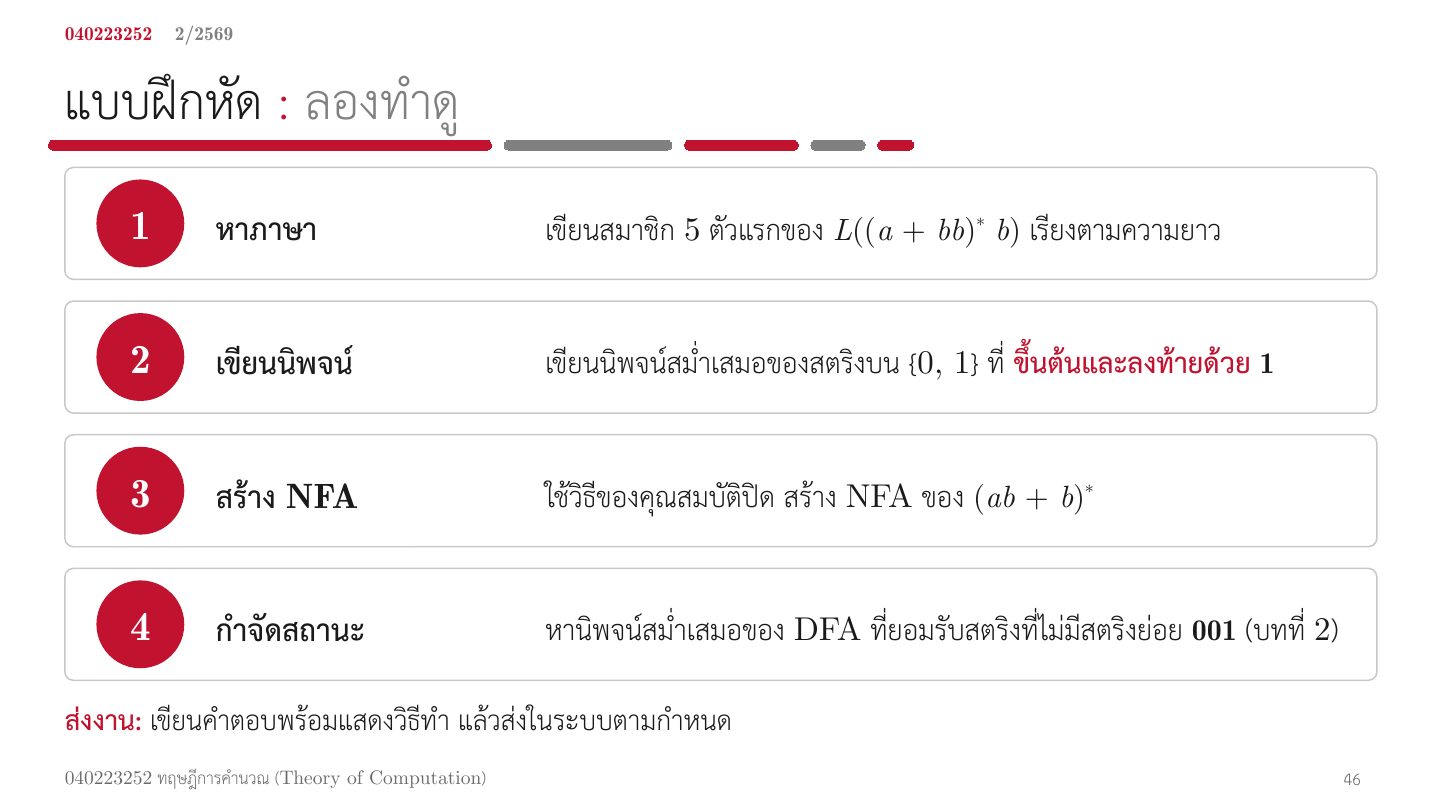 040223252 2/2569
แบบฝึกหัด : ลองทำดู
1 หาภาษา เขียนสมาชิก 5 ตัวแรกของ L((a + bb)* b) เรียงตามความยาว
2 เขียนนิพจน์ เขียนนิพจน์สม่ำเสมอของสตริงบน {0, 1} ที่ ขึ้นต้นและลงท้ายด้วย 1
3 สร้าง NFA ใช้วิธีของคุณสมบัติปิด สร้าง NFA ของ (ab + b)*
4 กำจัดสถานะ หานิพจน์สม่ำเสมอของ DFA ที่ยอมรับสตริงที่ไม่มีสตริงย่อย 001 (บทที่ 2)
ส่งงาน: เขียนคำตอบพร้อมแสดงวิธีทำ แล้วส่งในระบบตามกำหนด
040223252 ทฤษฎีการคำนวณ (Theory of Computation) 46